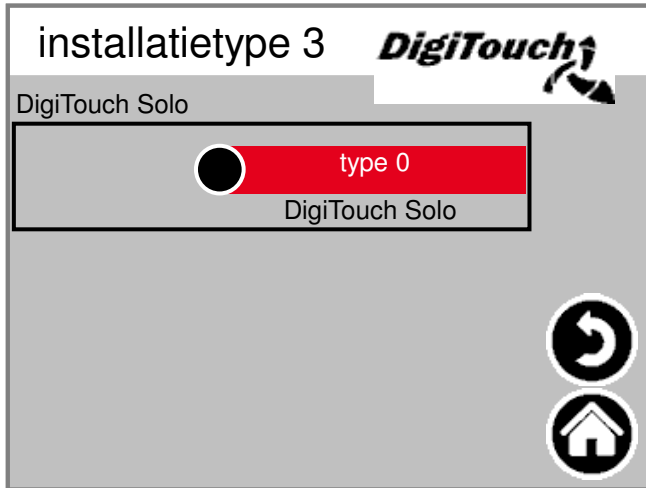 installatietype 3
DigiTouch
DigiTouch Solo
type 0
DigiTouch Solo